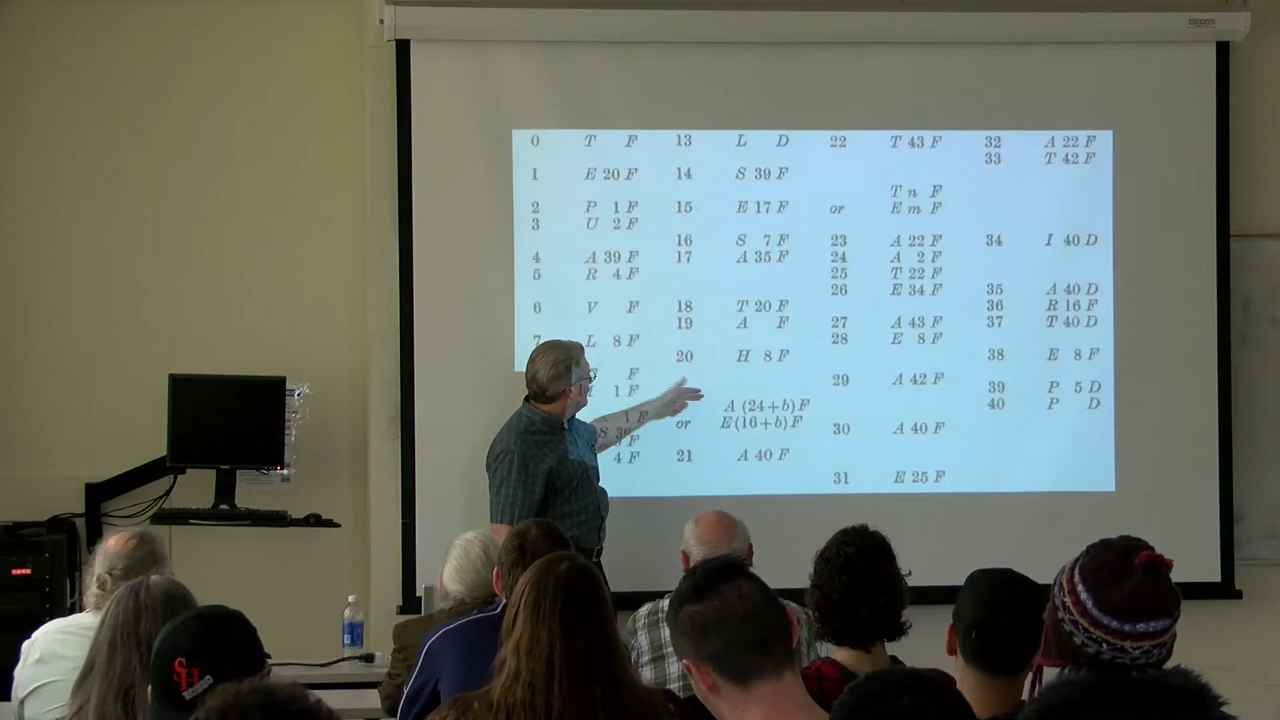 0 T F
1 E 20 F
2 P 1 F
3 U 2 F
4 A 39 F
5 R 4 F
6 V F
7 L 8 F
F
1 F
1 F
S 39
F
4 F
13 L D
14 S 39 F
15 E 17 F
16 S 7 F
17 A 35 F
18 T 20 F
19 A F
20 H 8 F
A (24+b) F
or E (16+b) F
21 A 40 F
22 T 43 F
T n F
or E m F
23 A 22 F
24 A 2 F
25 T 22 F
26 E 34 F
27 A 43 F
28 E 8 F
29 A 42 F
30 A 40 F
31 E 25 F
32 A 22 F
33 T 42 F
34 I 40 D
35 A 40 D
36 R 16 F
37 T 40 D
38 E 8 F
39 P 5 D
40 P D
SH